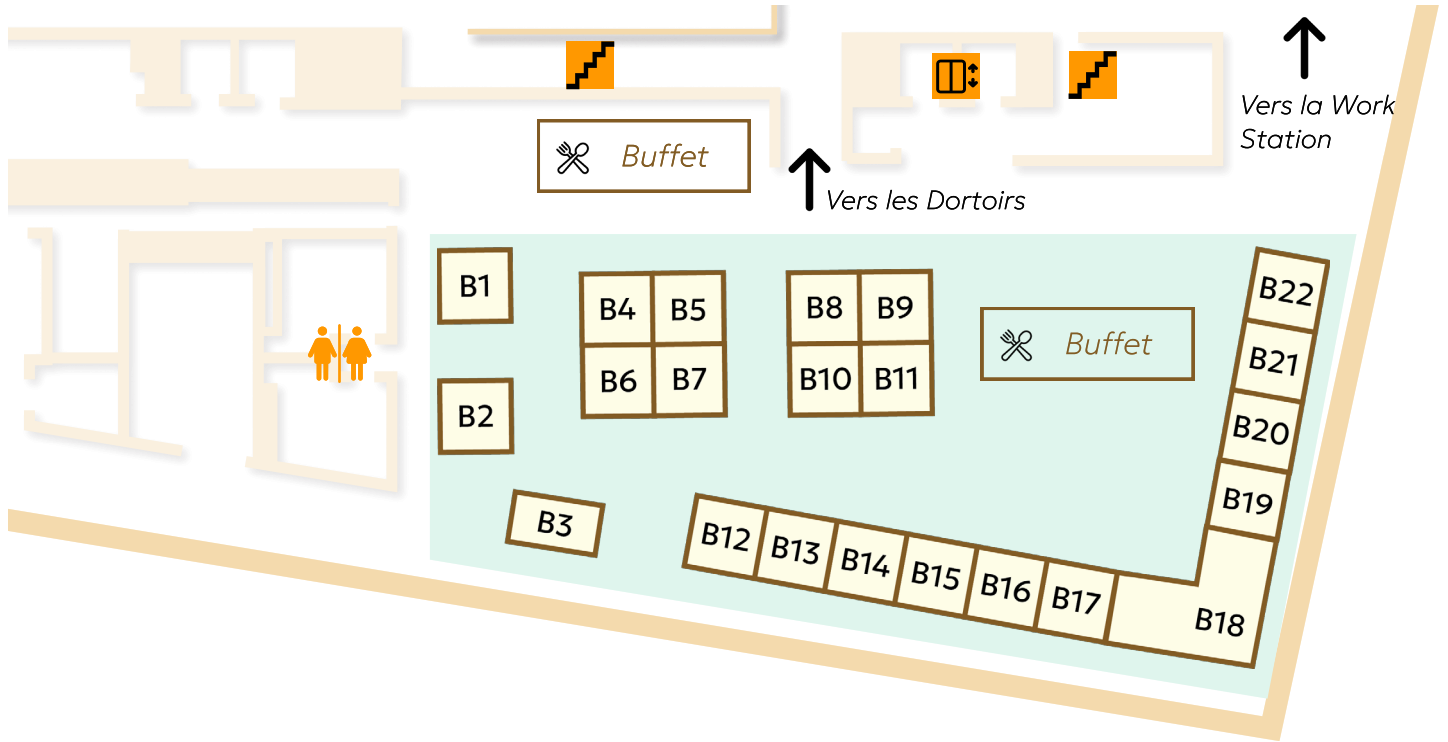 Vers la Work
Station
Buffet
Vers les Dortoirs
B1
B2
B3
B4 B5
B6 B7
B8 B9
B10 B11
Buffet
B12 B13 B14 B15 B16 B17 B18
B22
B21
B20
B19